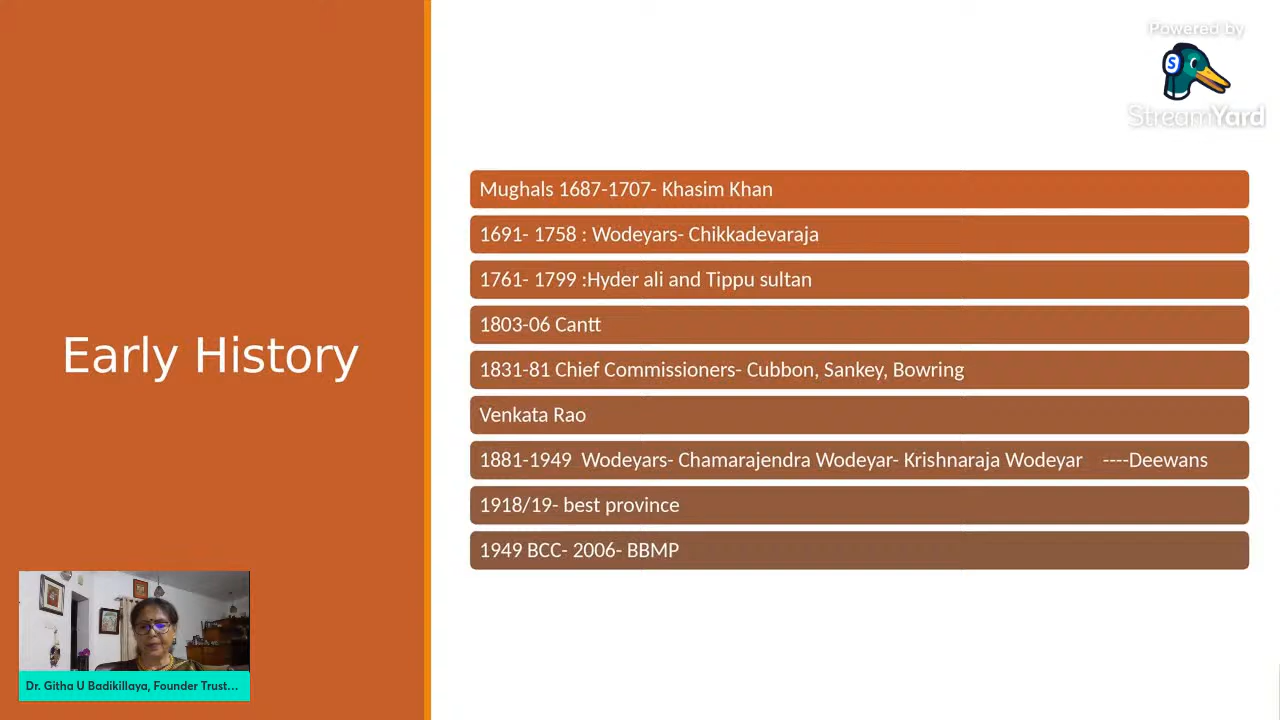 Powered by
S
StreamYard
Early History
Mughals 1687-1707- Khasim Khan
1691- 1758 : Wodeyars- Chikkadevaraja
1761- 1799 :Hyder ali and Tippu sultan
1803-06 Cantt
1831-81 Chief Commissioners- Cubbon, Sankey, Bowring
Venkata Rao
1881-1949 Wodeyars- Chamarajendra Wodeyar- Krishnaraja Wodeyar ----Deewans
1918/19- best province
1949 BCC- 2006- BBMP
Dr. Githa U Badikillaya, Founder Trust...